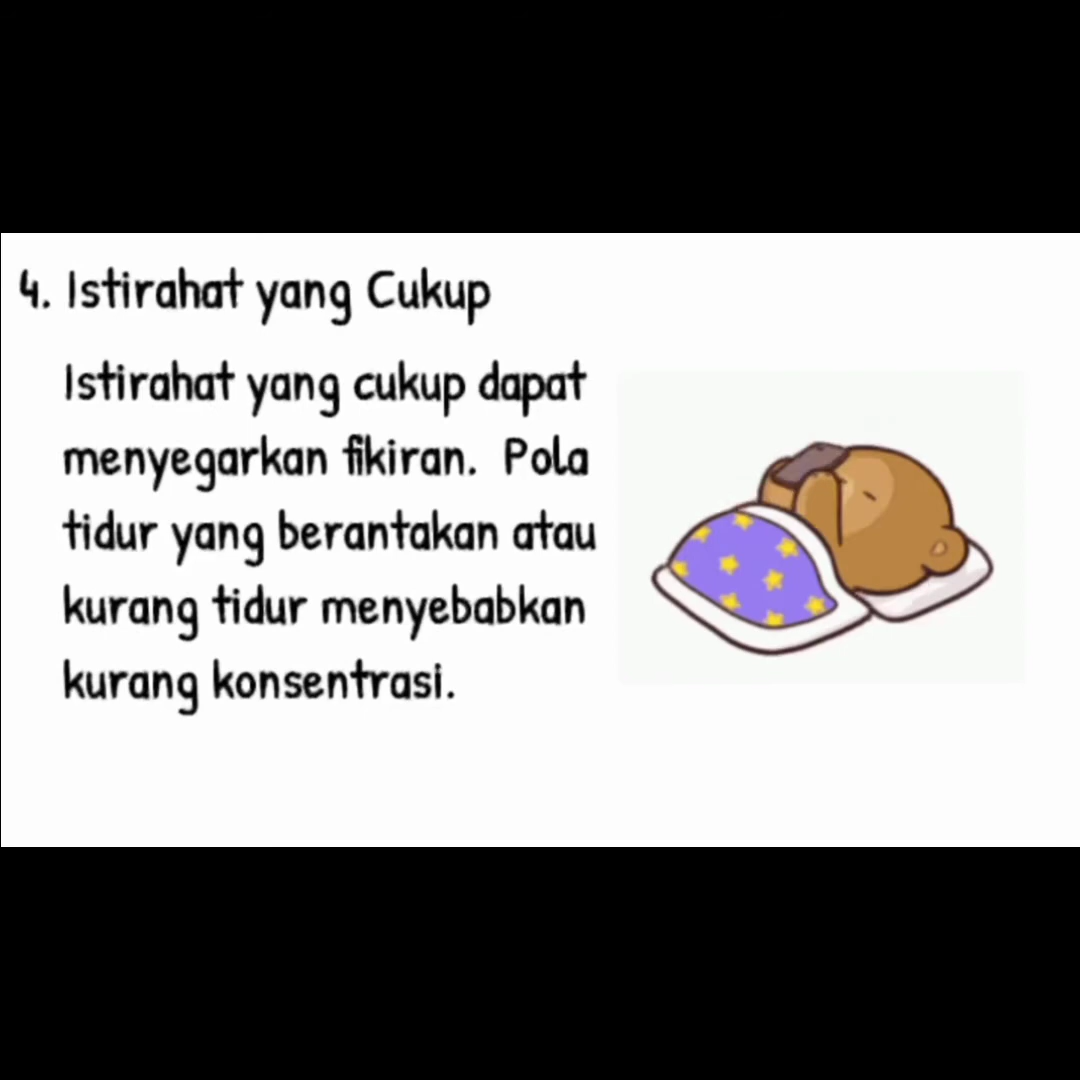 4. Istirahat yang Cukup
Istirahat yang cukup dapat
menyegarkan fikiran. Pola
tidur yang berantakan atau
kurang tidur menyebabkan
kurang konsentrasi.